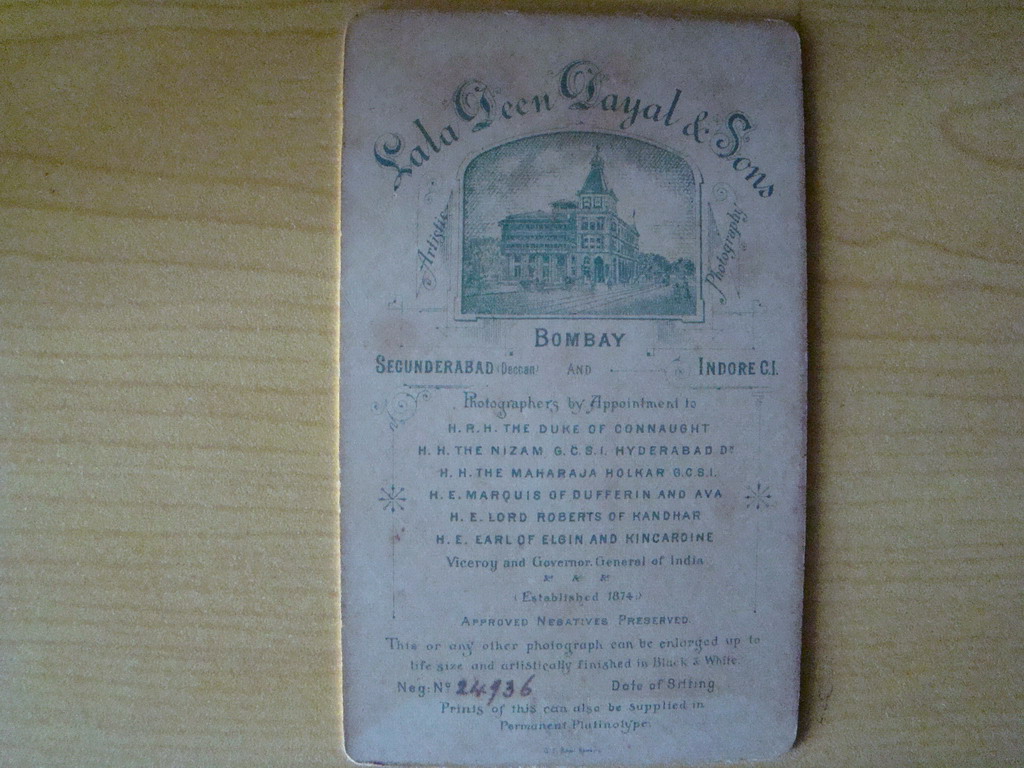 Lala Deen Dayal & Sons
Artistic
Photography
BOMBAY
SECUNDERABAD (Deccan) AND INDORE C.I.
Photographers by Appointment to
H.R.H. THE DUKE OF CONNAUGHT
H.H. THE NIZAM G.C.S.I. HYDERABAD Dn
H.H. THE MAHARAJA HOLKAR G.C.S.I.
H.E. MARQUIS OF DUFFERIN AND AVA
H.E. LORD ROBERTS OF KANDHAR
H.E. EARL OF ELGIN AND KINCARDINE
Viceroy and Governor. General of India
(Established 1874)
APPROVED NEGATIVES PRESERVED.
This or any other photograph can be enlarged up to
life size and artistically finished in Black & White.
Neg: No 24936 Date of Sitting
Prints of this can also be supplied in
Permanent Platinotype.